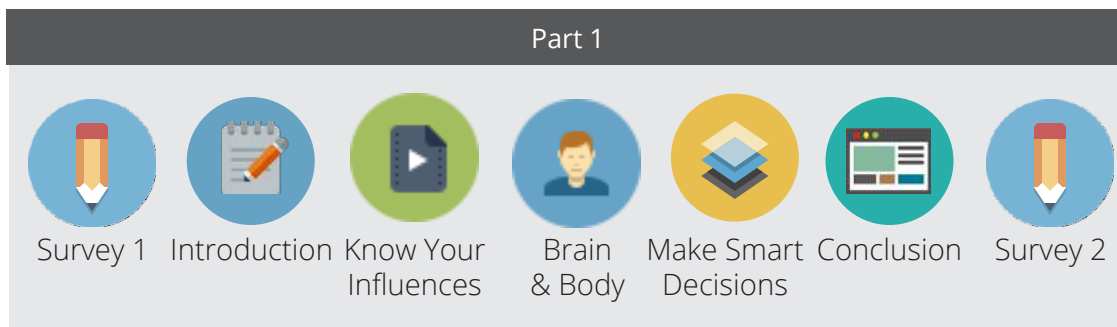 Part 1
Survey 1
Introduction
Know Your
Influences
Brain
& Body
Make Smart
Decisions
Conclusion
Survey 2